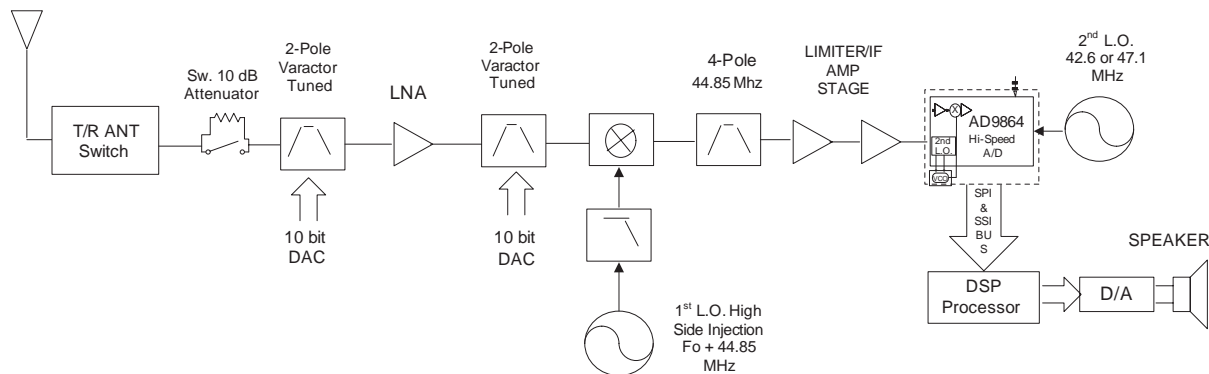 T/R ANT
Switch
Sw. 10 dB
Attenuator
2-Pole
Varactor
Tuned
10 bit
DAC
LNA
2-Pole
Varactor
Tuned
10 bit
DAC
1st L.O. High
Side Injection
Fo + 44.85
MHz
4-Pole
44.85 Mhz
LIMITER/IF
AMP
STAGE
AD9864
Hi-Speed
A/D
2nd
L.O.
VCO
2nd L.O.
42.6 or 47.1
MHz
SPI
&
SSI
BU
S
DSP
Processor
D/A
SPEAKER